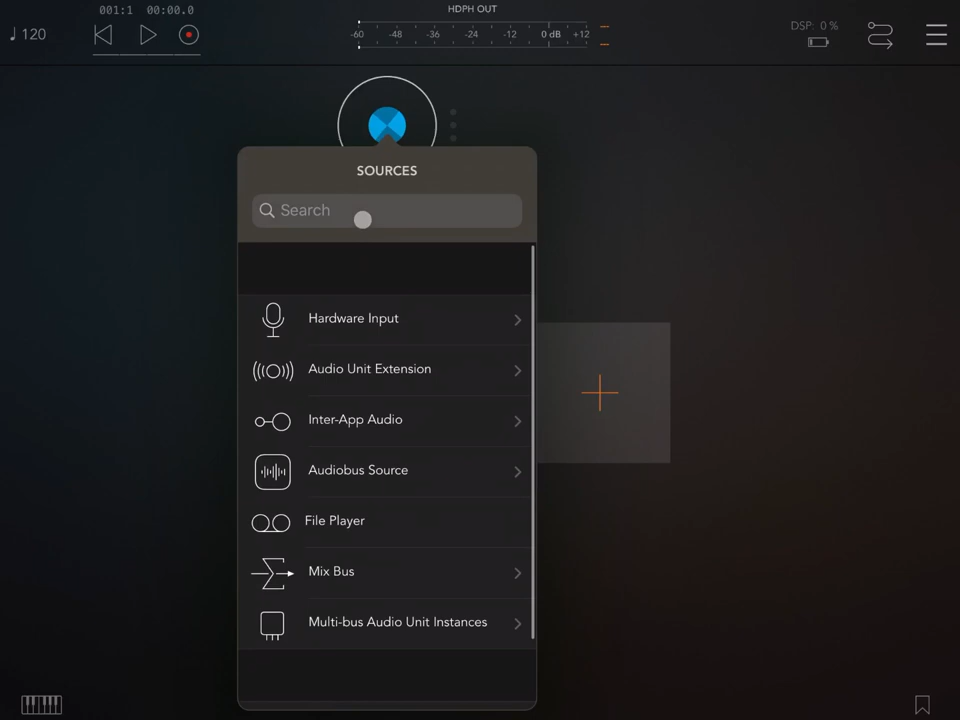 001:1 00:00.0
♩120
HDPH OUT
-60 -48 -36 -24 -12 0 dB +12
DSP: 0 %
SOURCES
Search
Hardware Input
Audio Unit Extension
Inter-App Audio
Audiobus Source
File Player
Mix Bus
Multi-bus Audio Unit Instances